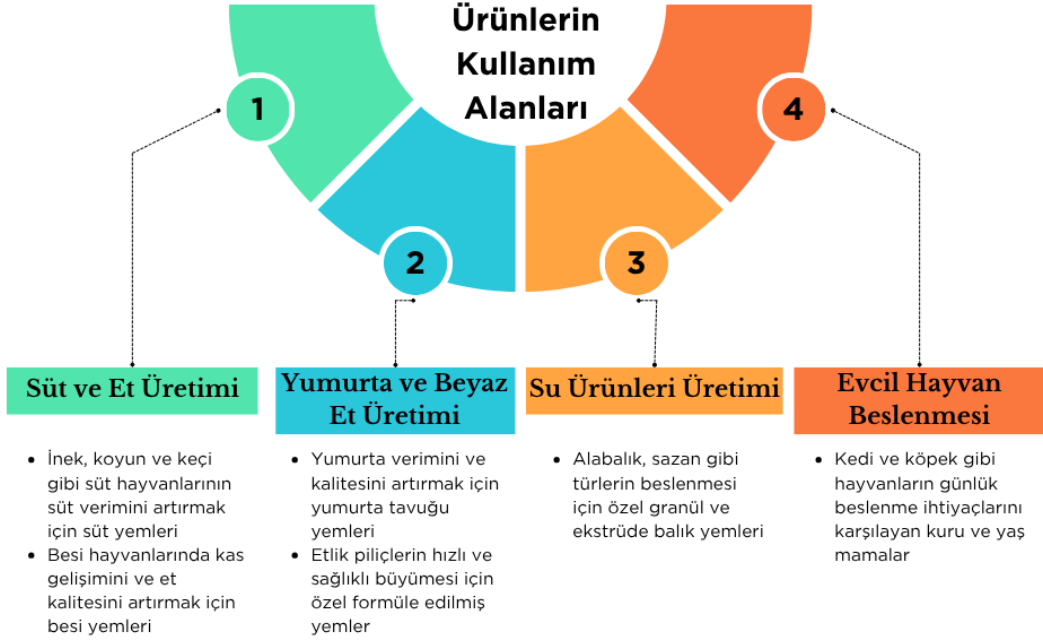 Ürünlerin
Kullanım
Alanları
1
2
3
4
Süt ve Et Üretimi
• İnek, koyun ve keçi
gibi süt hayvanlarının
süt verimini artırmak
için süt yemleri
• Besi hayvanlarında kas
gelişimini ve et
kalitesini artırmak için
besi yemleri
Yumurta ve Beyaz
Et Üretimi
• Yumurta verimini ve
kalitesini artırmak için
yumurta tavuğu
yemleri
• Etlik piliçlerin hızlı ve
sağlıklı büyümesi için
özel formüle edilmiş
yemler
Su Ürünleri Üretimi
• Alabalık, sazan gibi
türlerin beslenmesi
için özel granül ve
ekstrüde balık yemleri
Evcil Hayvan
Beslenmesi
• Kedi ve köpek gibi
hayvanların günlük
beslenme ihtiyaçlarını
karşılayan kuru ve yaş
mamalar